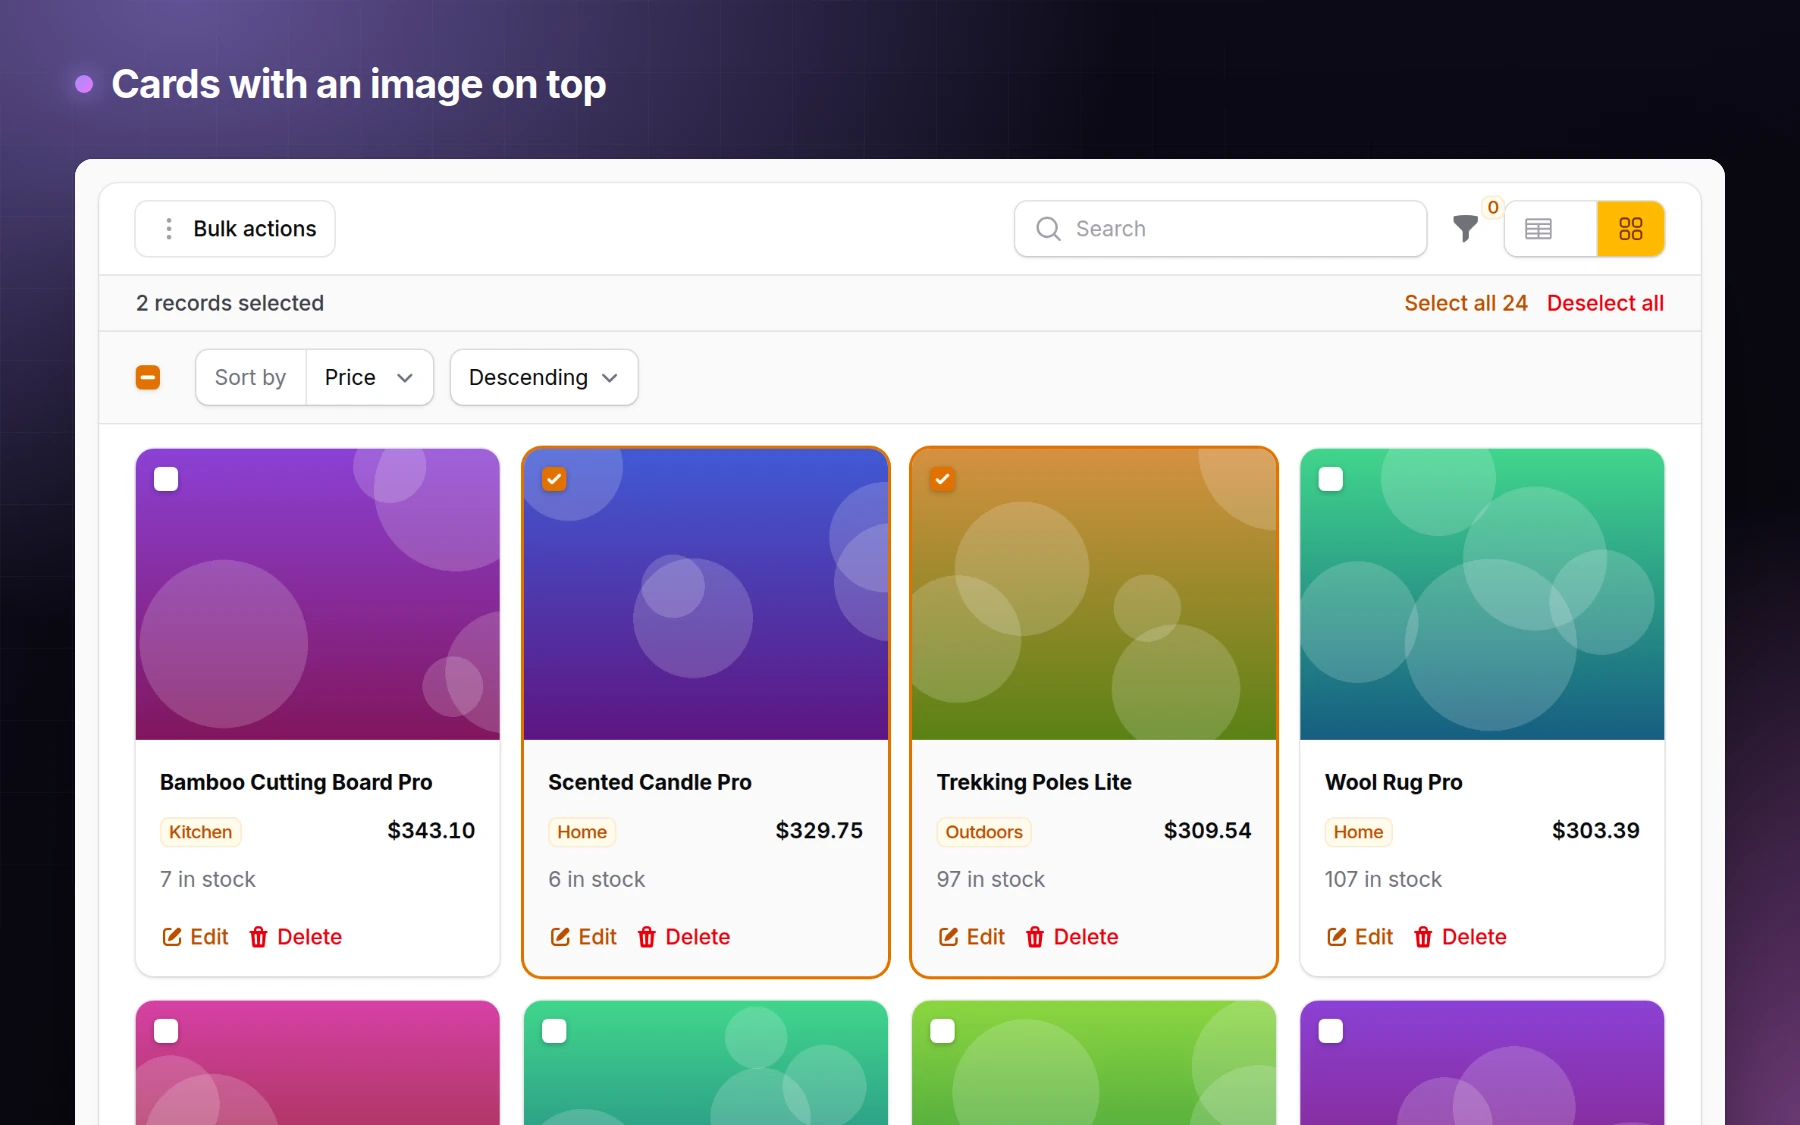 Cards with an image on top
Bulk actions
Search
0
2 records selected
Select all 24 Deselect all
Sort by Price
Descending
Bamboo Cutting Board Pro
Kitchen $343.10
7 in stock
Edit Delete
Scented Candle Pro
Home $329.75
6 in stock
Edit Delete
Trekking Poles Lite
Outdoors $309.54
97 in stock
Edit Delete
Wool Rug Pro
Home $303.39
107 in stock
Edit Delete